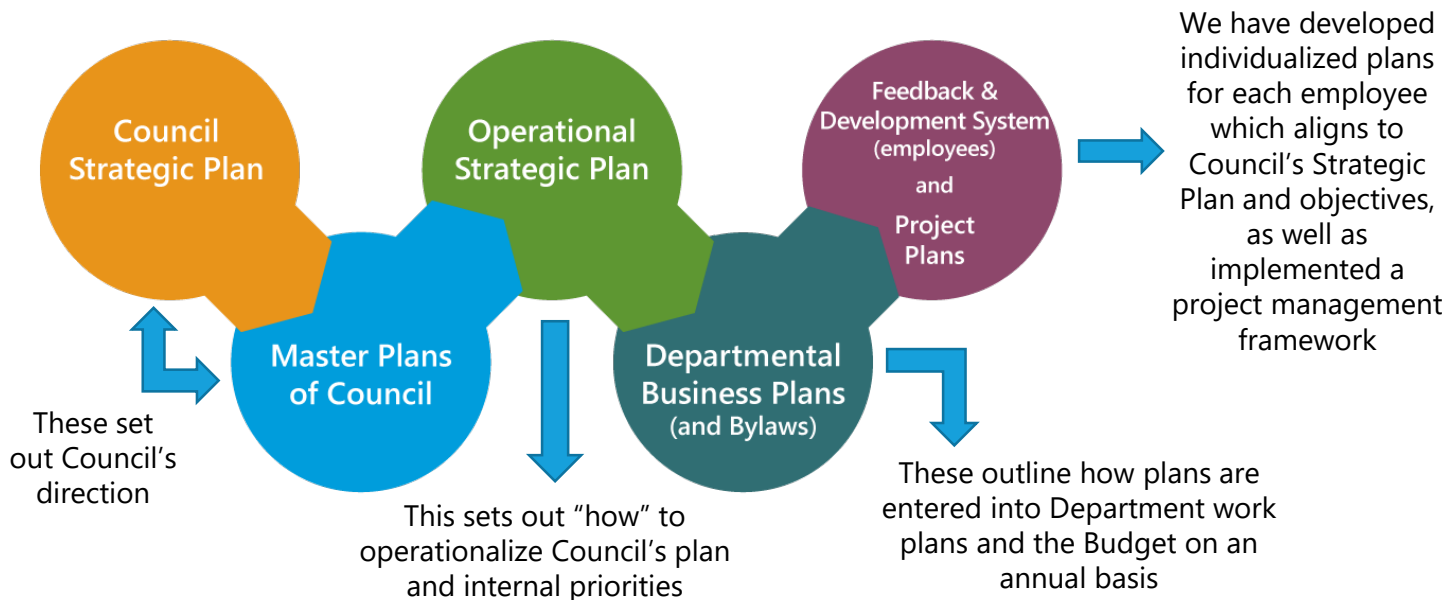 Council
Strategic Plan
Master Plans
of Council
Operational
Strategic Plan
Departmental
Business Plans
(and Bylaws)
Feedback &
Development System
(employees)
and
Project
Plans
These set
out Council’s
direction
This sets out “how” to
operationalize Council’s plan
and internal priorities
These outline how plans are
entered into Department work
plans and the Budget on an
annual basis
We have developed
individualized plans
for each employee
which aligns to
Council’s Strategic
Plan and objectives,
as well as
implemented a
project management
framework